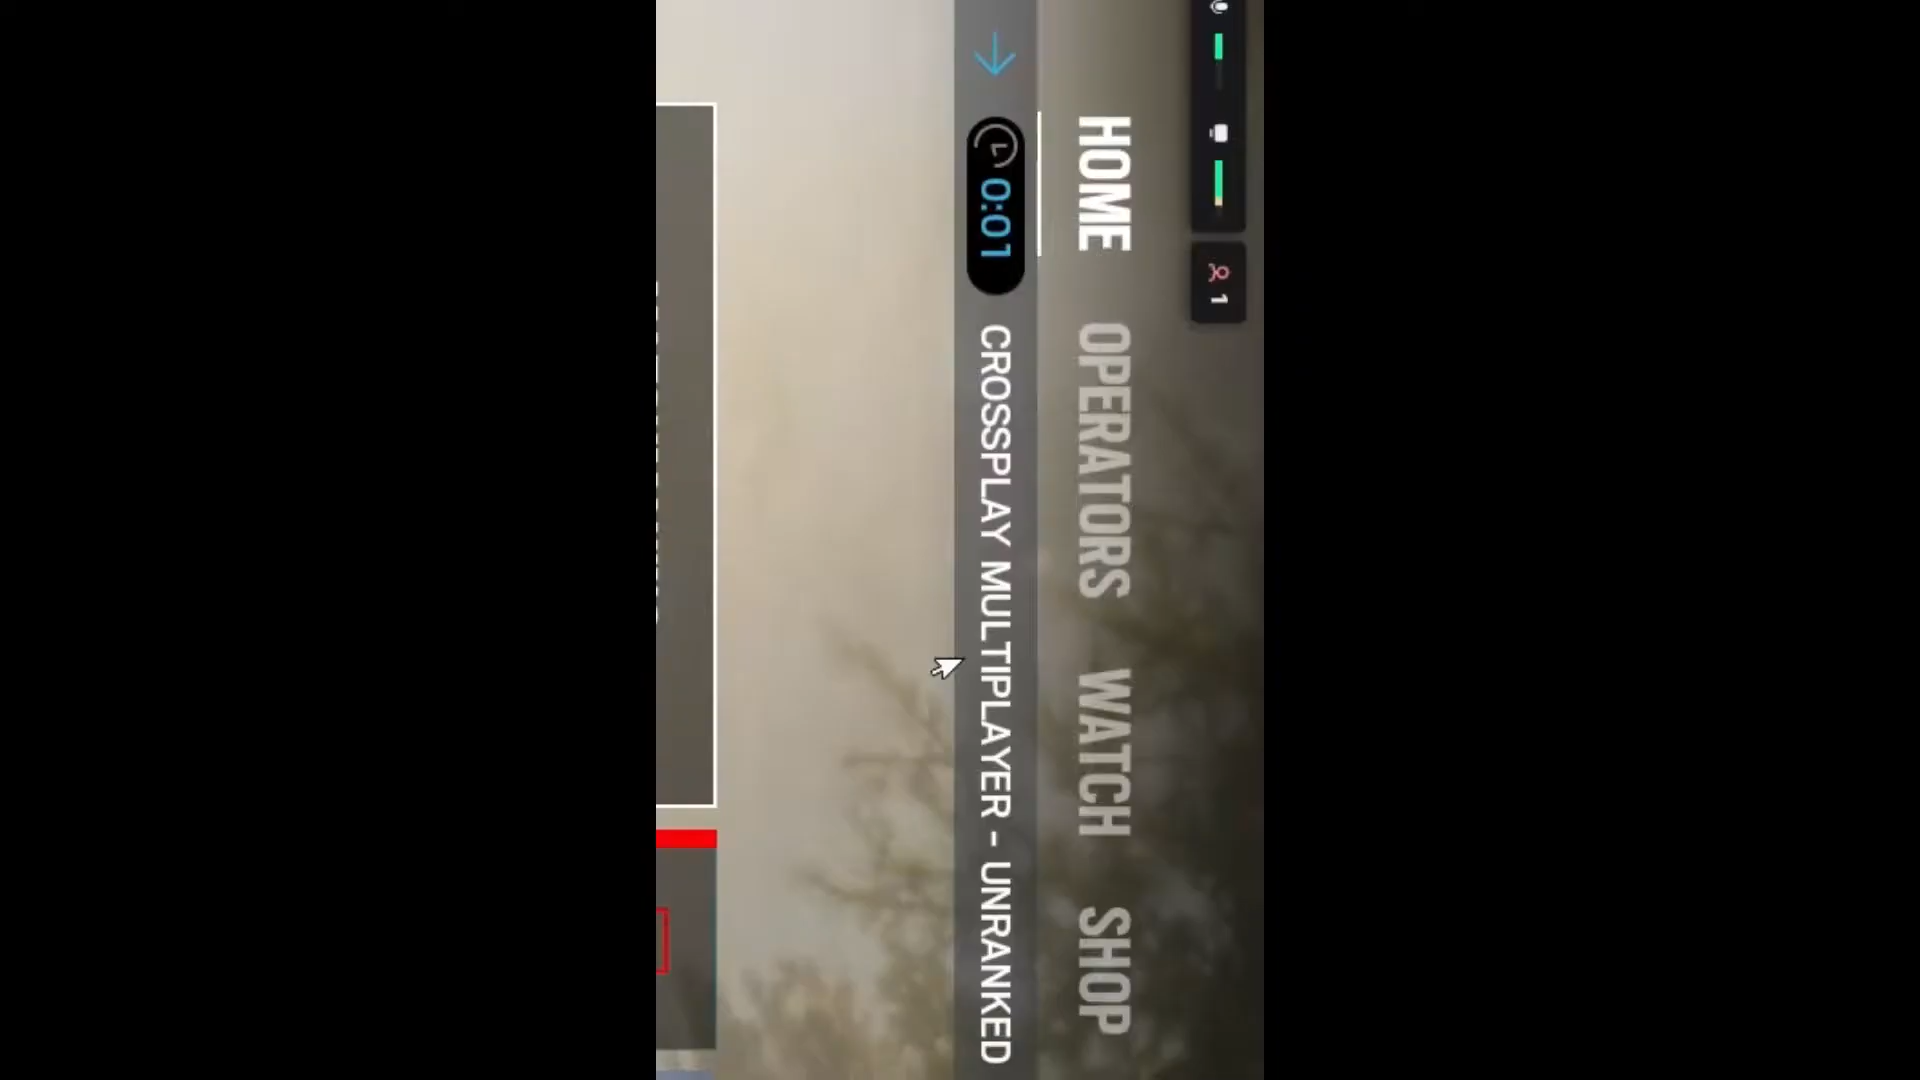 1
HOME OPERATORS WATCH SHOP
0:01 CROSSPLAY MULTIPLAYER - UNRANKED